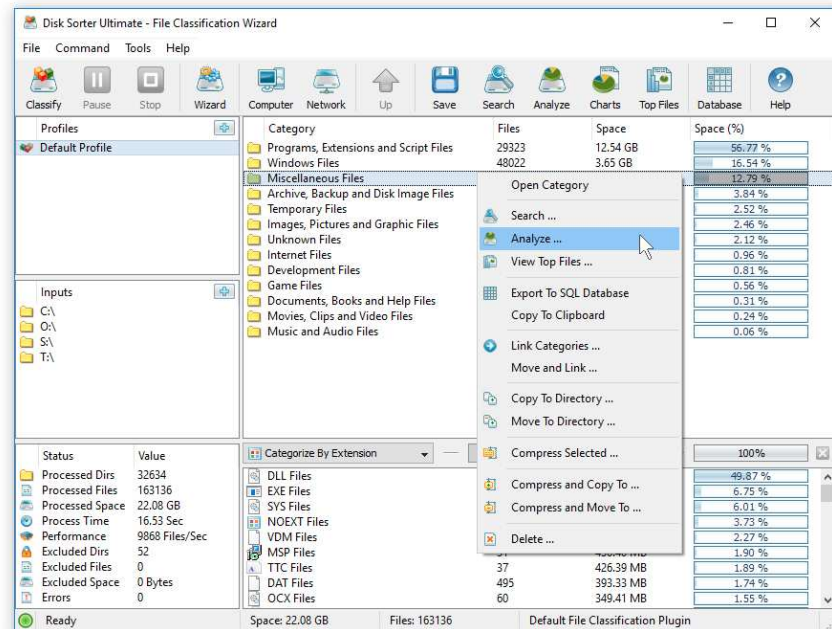 Disk Sorter Ultimate - File Classification Wizard
File Command Tools Help
Classify Pause Stop Wizard Computer Network Up Save Search Analyze Charts Top Files Database Help
Profiles
Default Profile
Category Files Space Space (%)
Programs, Extensions and Script Files 29323 12.54 GB 56.77 %
Windows Files 48022 3.65 GB 16.54 %
Miscellaneous Files 12.79 %
Archive, Backup and Disk Image Files 3.84 %
Temporary Files 2.52 %
Images, Pictures and Graphic Files 2.46 %
Unknown Files 2.12 %
Internet Files 0.96 %
Development Files 0.81 %
Game Files 0.56 %
Documents, Books and Help Files 0.31 %
Movies, Clips and Video Files 0.24 %
Music and Audio Files 0.06 %
Open Category
Search ...
Analyze ...
View Top Files ...
Export To SQL Database
Copy To Clipboard
Link Categories ...
Move and Link ...
Copy To Directory ...
Move To Directory ...
Compress Selected ...
Compress and Copy To ...
Compress and Move To ...
Delete ...
Inputs
C:\
O:\
S:\
T:\
Status Value
Processed Dirs 32634
Processed Files 163136
Processed Space 22.08 GB
Process Time 16.53 Sec
Performance 9868 Files/Sec
Excluded Dirs 52
Excluded Files 0
Excluded Space 0 Bytes
Errors 0
Categorize By Extension 100%
DLL Files 49.87 %
EXE Files 6.75 %
SYS Files 6.01 %
NOEXT Files 3.73 %
VDM Files 2.27 %
MSP Files 1.90 %
TTC Files 37 426.39 MB 1.89 %
DAT Files 495 393.33 MB 1.74 %
OCX Files 60 349.41 MB 1.55 %
Ready Space: 22.08 GB Files: 163136 Default File Classification Plugin